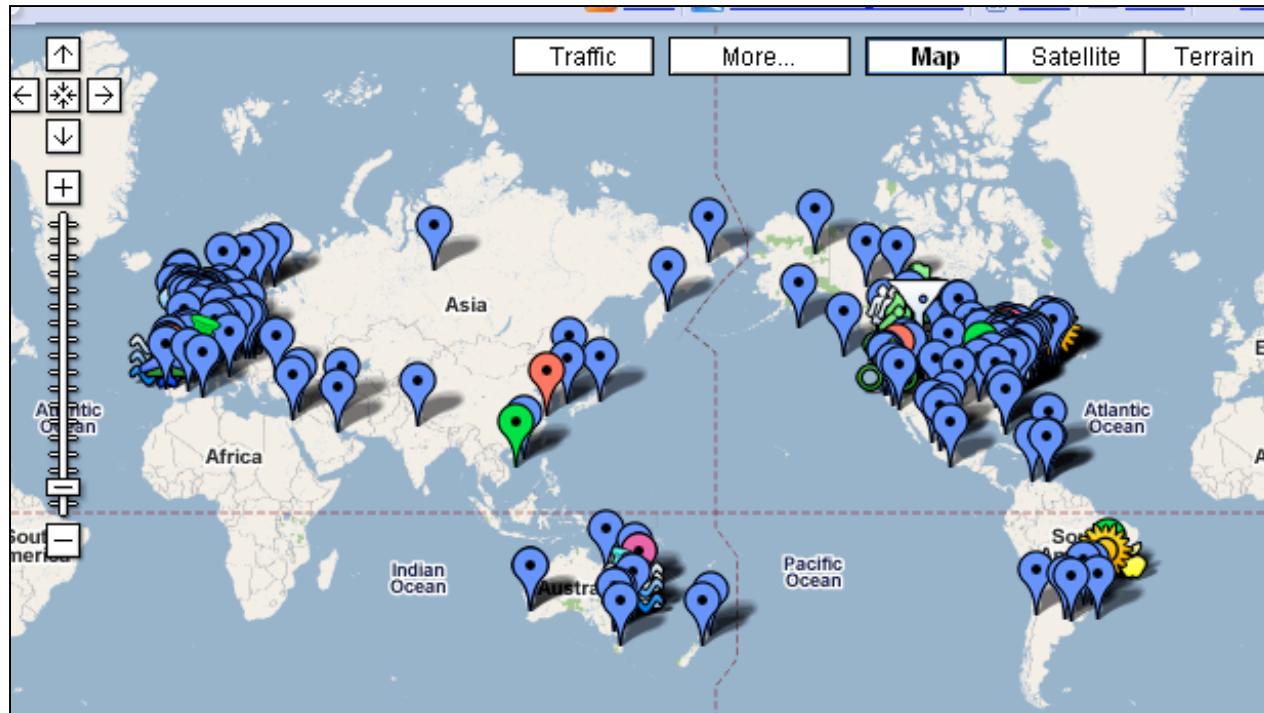 Traffic
More...
Map
Satellite
Terrain
Asia
Atlantic
Ocean
Africa
Atlantic
Ocean
Indian
Ocean
Pacific
Ocean